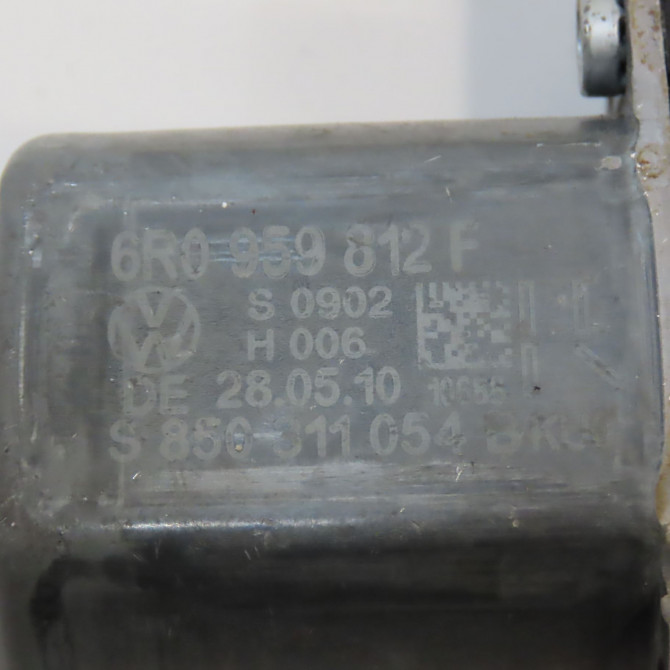 6R0 959 812 F
S 0902
H 006
DE 28.05.10
S 850 311 054